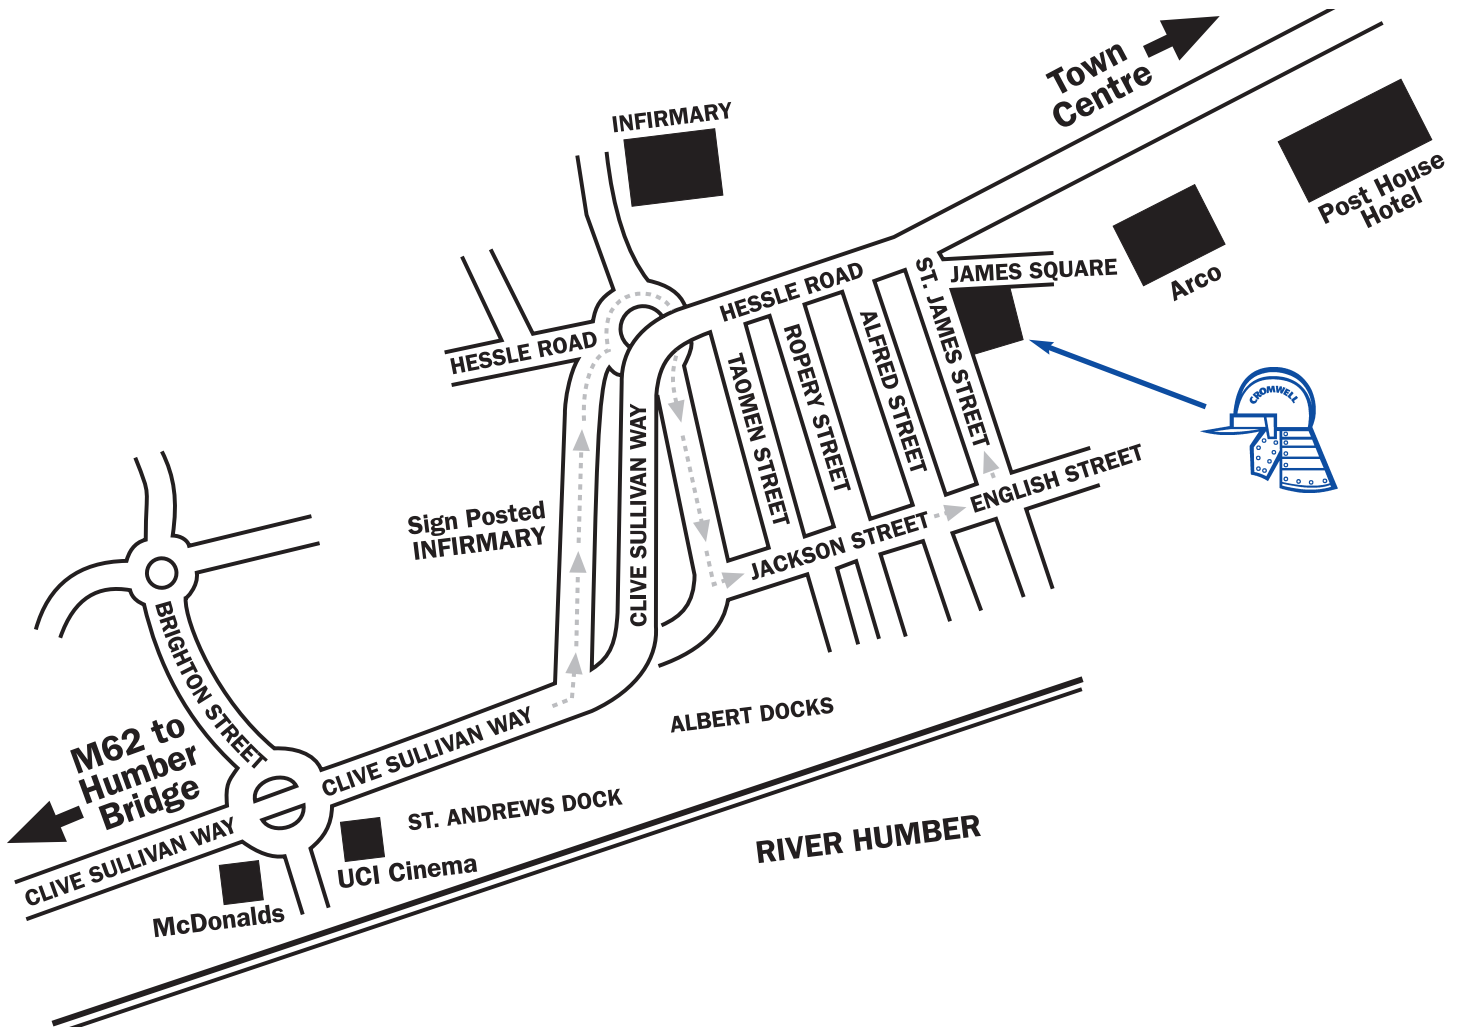 Town
Centre
INFIRMARY
Post House
Hotel
Arco
JAMES SQUARE
HESSLE ROAD
HESSLE ROAD
ST. JAMES STREET
ALFRED STREET
ROPERY STREET
TAOMEN STREET
CROMWELL
CLIVE SULLIVAN WAY
ENGLISH STREET
JACKSON STREET
Sign Posted
INFIRMARY
BRIGHTON STREET
M62 to
Humber
Bridge
CLIVE SULLIVAN WAY
ALBERT DOCKS
CLIVE SULLIVAN WAY
ST. ANDREWS DOCK
UCI Cinema
McDonalds
RIVER HUMBER